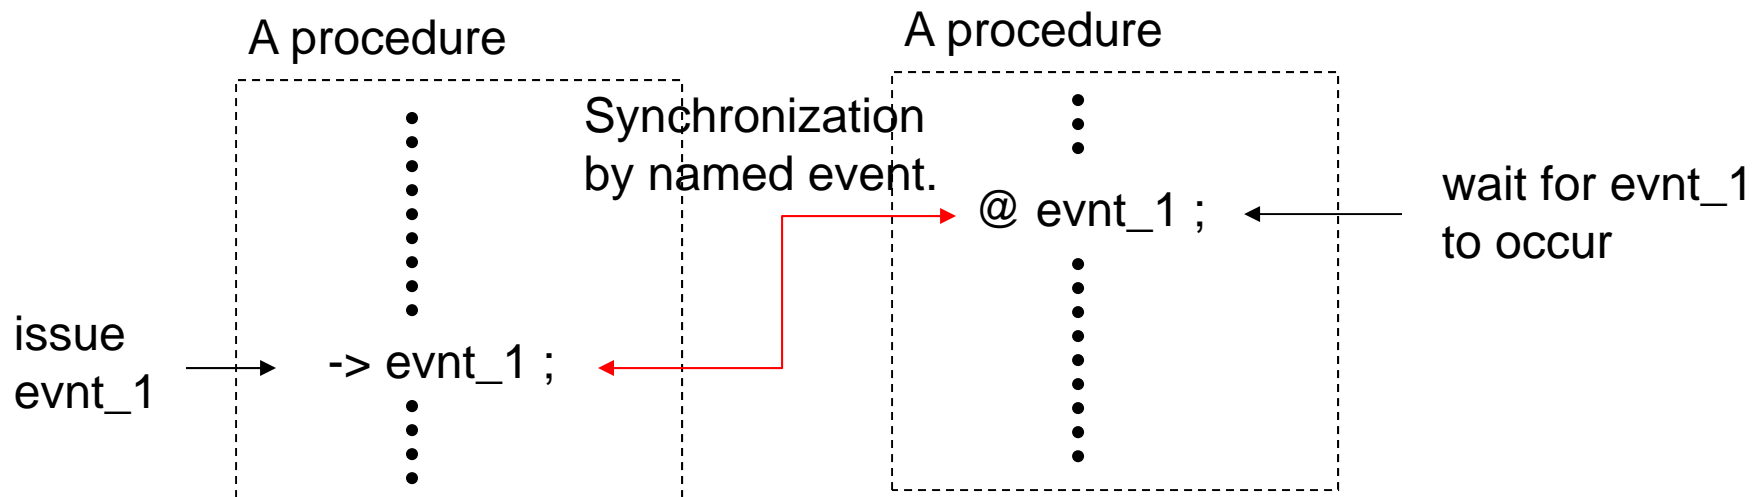 A procedure
A procedure
Synchronization
by named event.
@ evnt_1 ;
wait for evnt_1
to occur
issue
evnt_1
-> evnt_1 ;